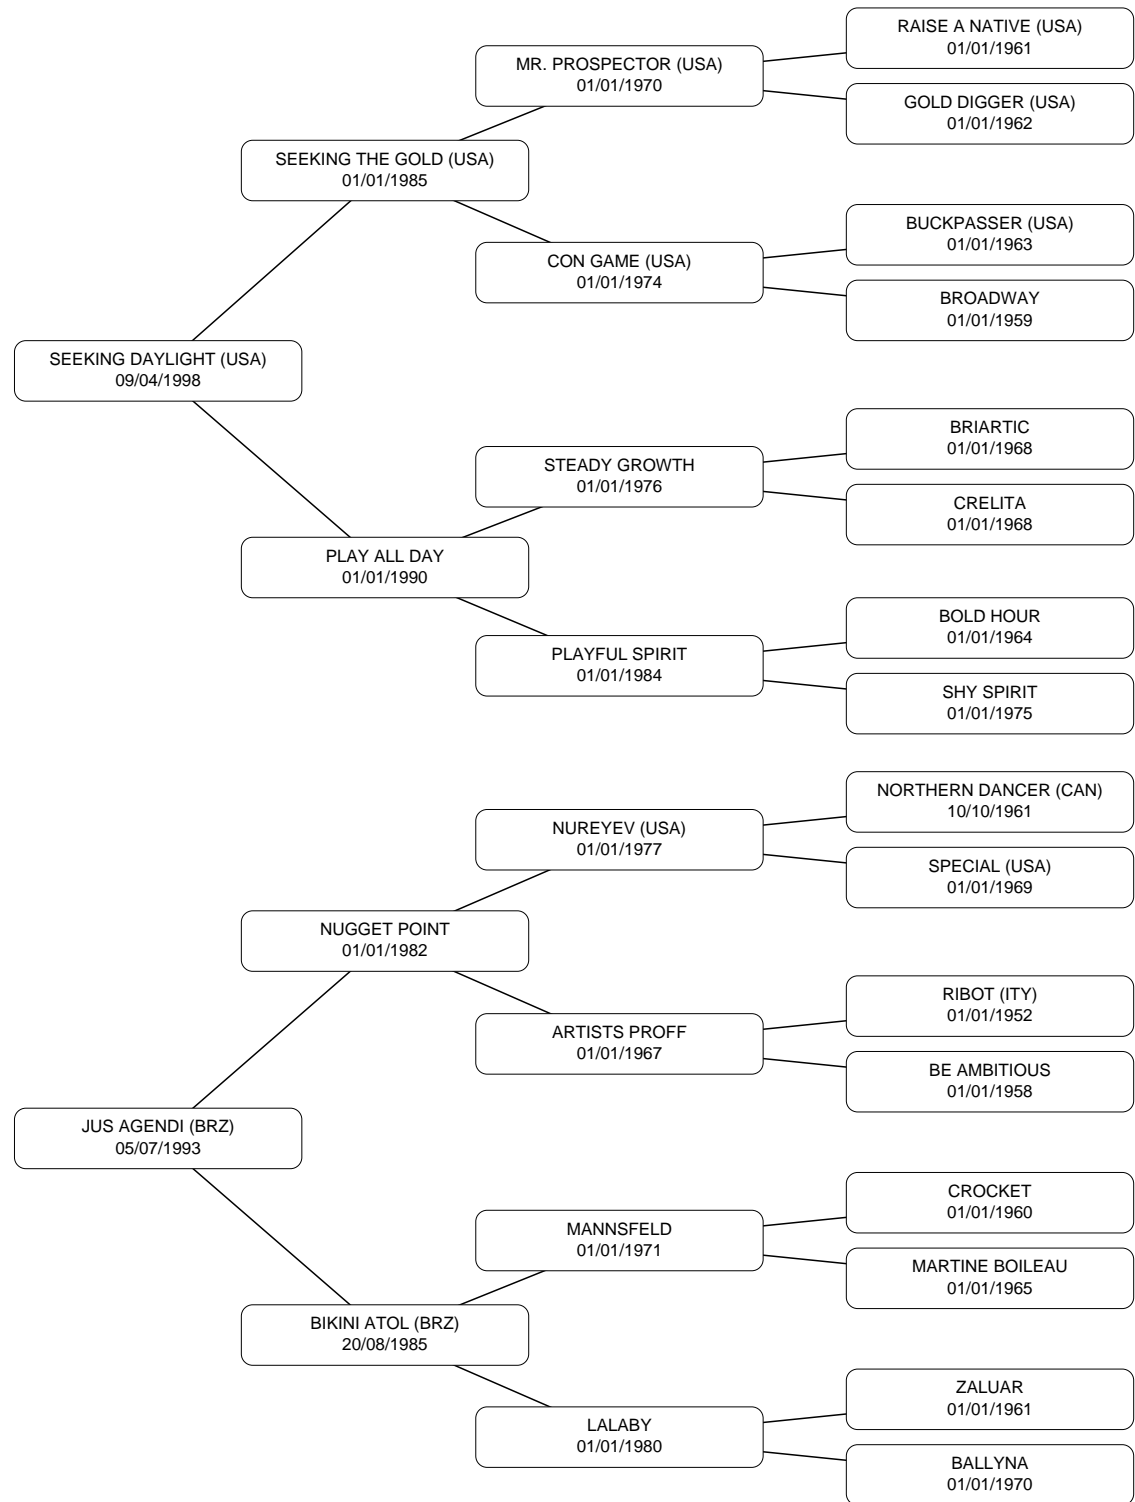 RAISE A NATIVE (USA)
01/01/1961
MR. PROSPECTOR (USA)
01/01/1970
GOLD DIGGER (USA)
01/01/1962
SEEKING THE GOLD (USA)
01/01/1985
BUCKPASSER (USA)
01/01/1963
CON GAME (USA)
01/01/1974
BROADWAY
01/01/1959
SEEKING DAYLIGHT (USA)
09/04/1998
BRIARTIC
01/01/1968
STEADY GROWTH
01/01/1976
CRELITA
01/01/1968
PLAY ALL DAY
01/01/1990
BOLD HOUR
01/01/1964
PLAYFUL SPIRIT
01/01/1984
SHY SPIRIT
01/01/1975
NORTHERN DANCER (CAN)
10/10/1961
NUREYEV (USA)
01/01/1977
SPECIAL (USA)
01/01/1969
NUGGET POINT
01/01/1982
RIBOT (ITY)
01/01/1952
ARTISTS PROFF
01/01/1967
BE AMBITIOUS
01/01/1958
JUS AGENDI (BRZ)
05/07/1993
CROCKET
01/01/1960
MANNSFELD
01/01/1971
MARTINE BOILEAU
01/01/1965
BIKINI ATOL (BRZ)
20/08/1985
ZALUAR
01/01/1961
LALABY
01/01/1980
BALLYNA
01/01/1970